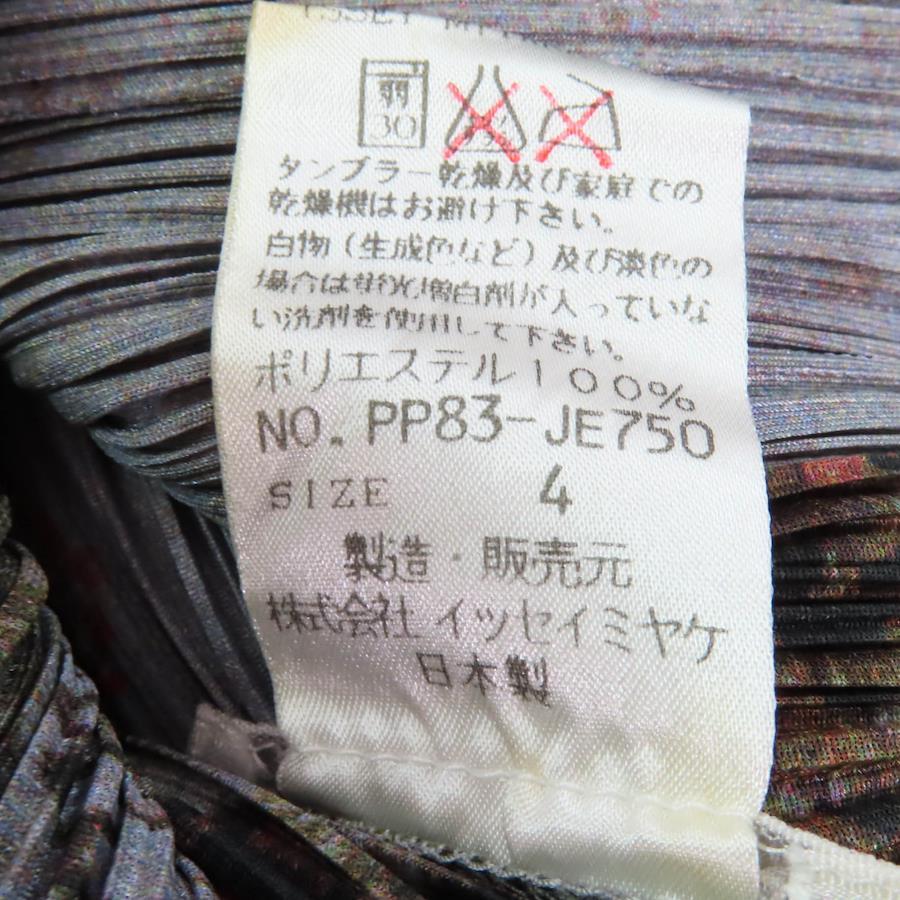 ISSEY MIYAKE
弱
30
タンブラー乾燥及び家庭での
乾燥機はお避け下さい。
白物（生成色など）及び淡色の
場合は蛍光増白剤が入っていな
い洗剤を使用して下さい。
ポリエステル100%
NO. PP83-JE750
SIZE 4
製造・販売元
株式会社イッセイミヤケ
日本製